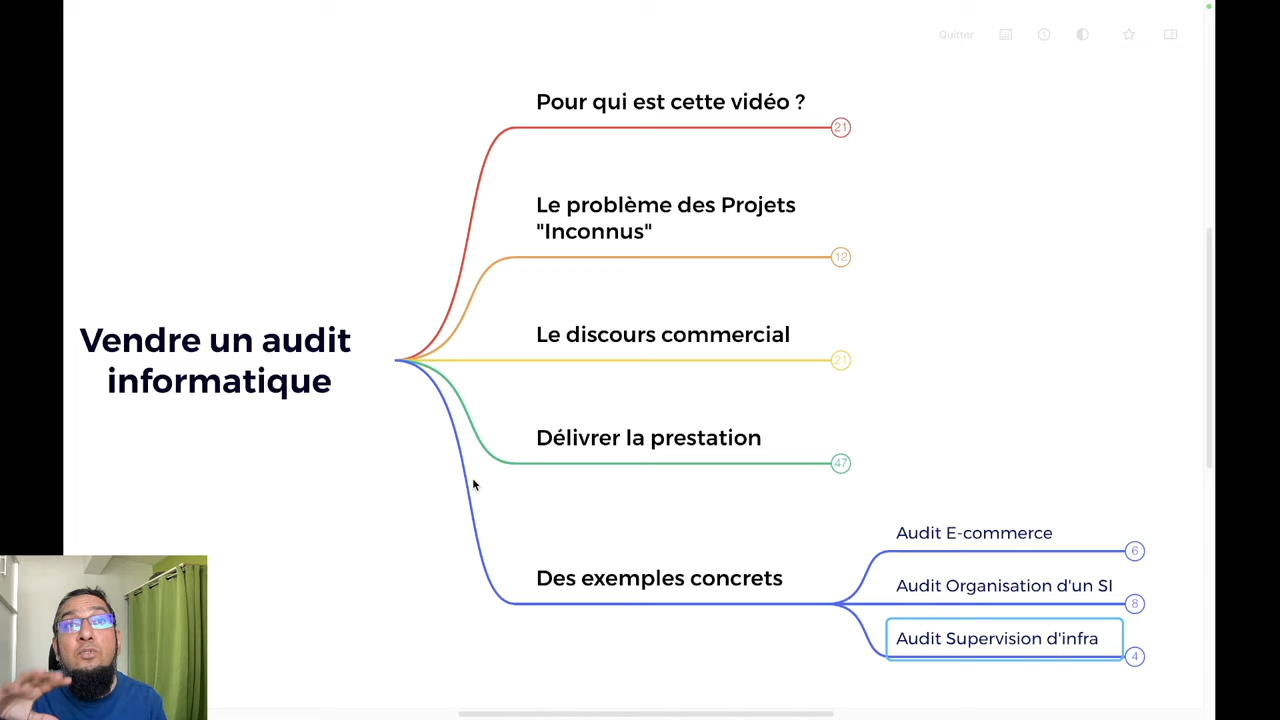 Quitter
Pour qui est cette vidéo ?
21
Le problème des Projets
"Inconnus"
12
Vendre un audit
informatique
Le discours commercial
21
Délivrer la prestation
47
Des exemples concrets
Audit E-commerce
6
Audit Organisation d'un SI
8
Audit Supervision d'infra
4